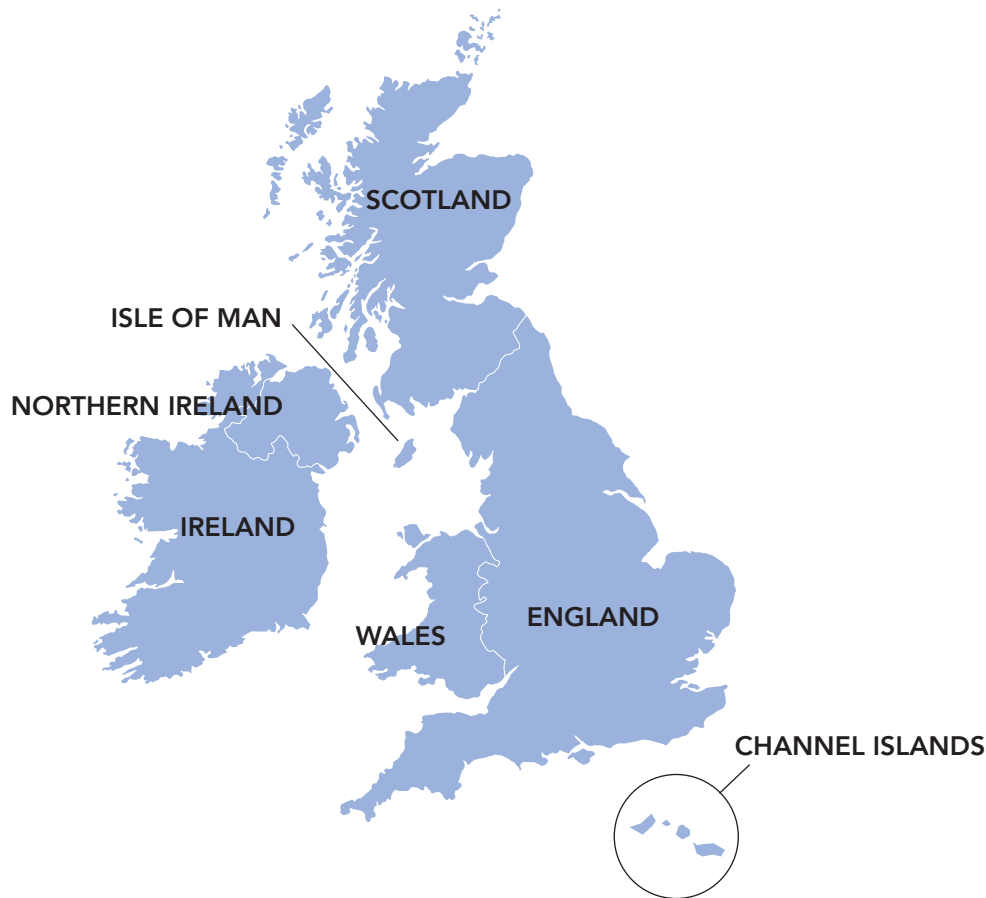 SCOTLAND
ISLE OF MAN
NORTHERN IRELAND
IRELAND
ENGLAND
WALES
CHANNEL ISLANDS